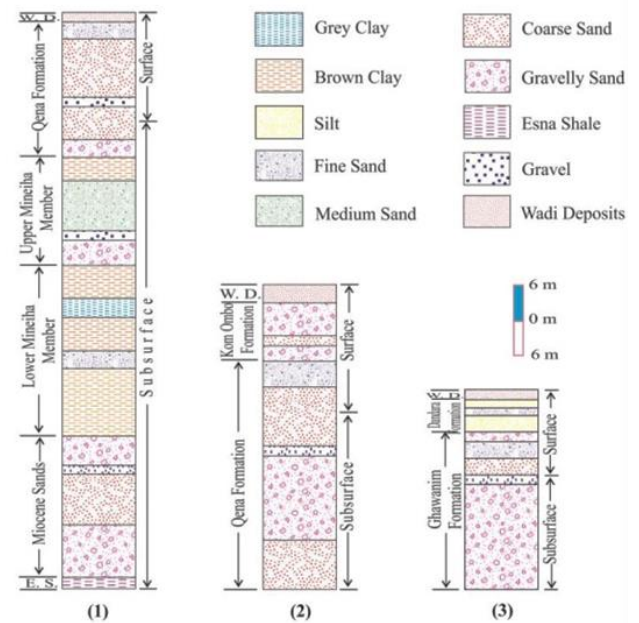 W. D.
Qena Formation
Upper Mineiha
Member
Lower Mineiha
Member
Miocene Sands
E. S.
Surface
Subsurface
(1)
Grey Clay
Brown Clay
Silt
Fine Sand
Medium Sand
Coarse Sand
Gravelly Sand
Esna Shale
Gravel
Wadi Deposits
6 m
0 m
6 m
W. D.
Kom Ombo
Formation
Qena Formation
Surface
Subsurface
(2)
Dandara
Formation
Ghawanim
Formation
Surface
Subsurface
(3)